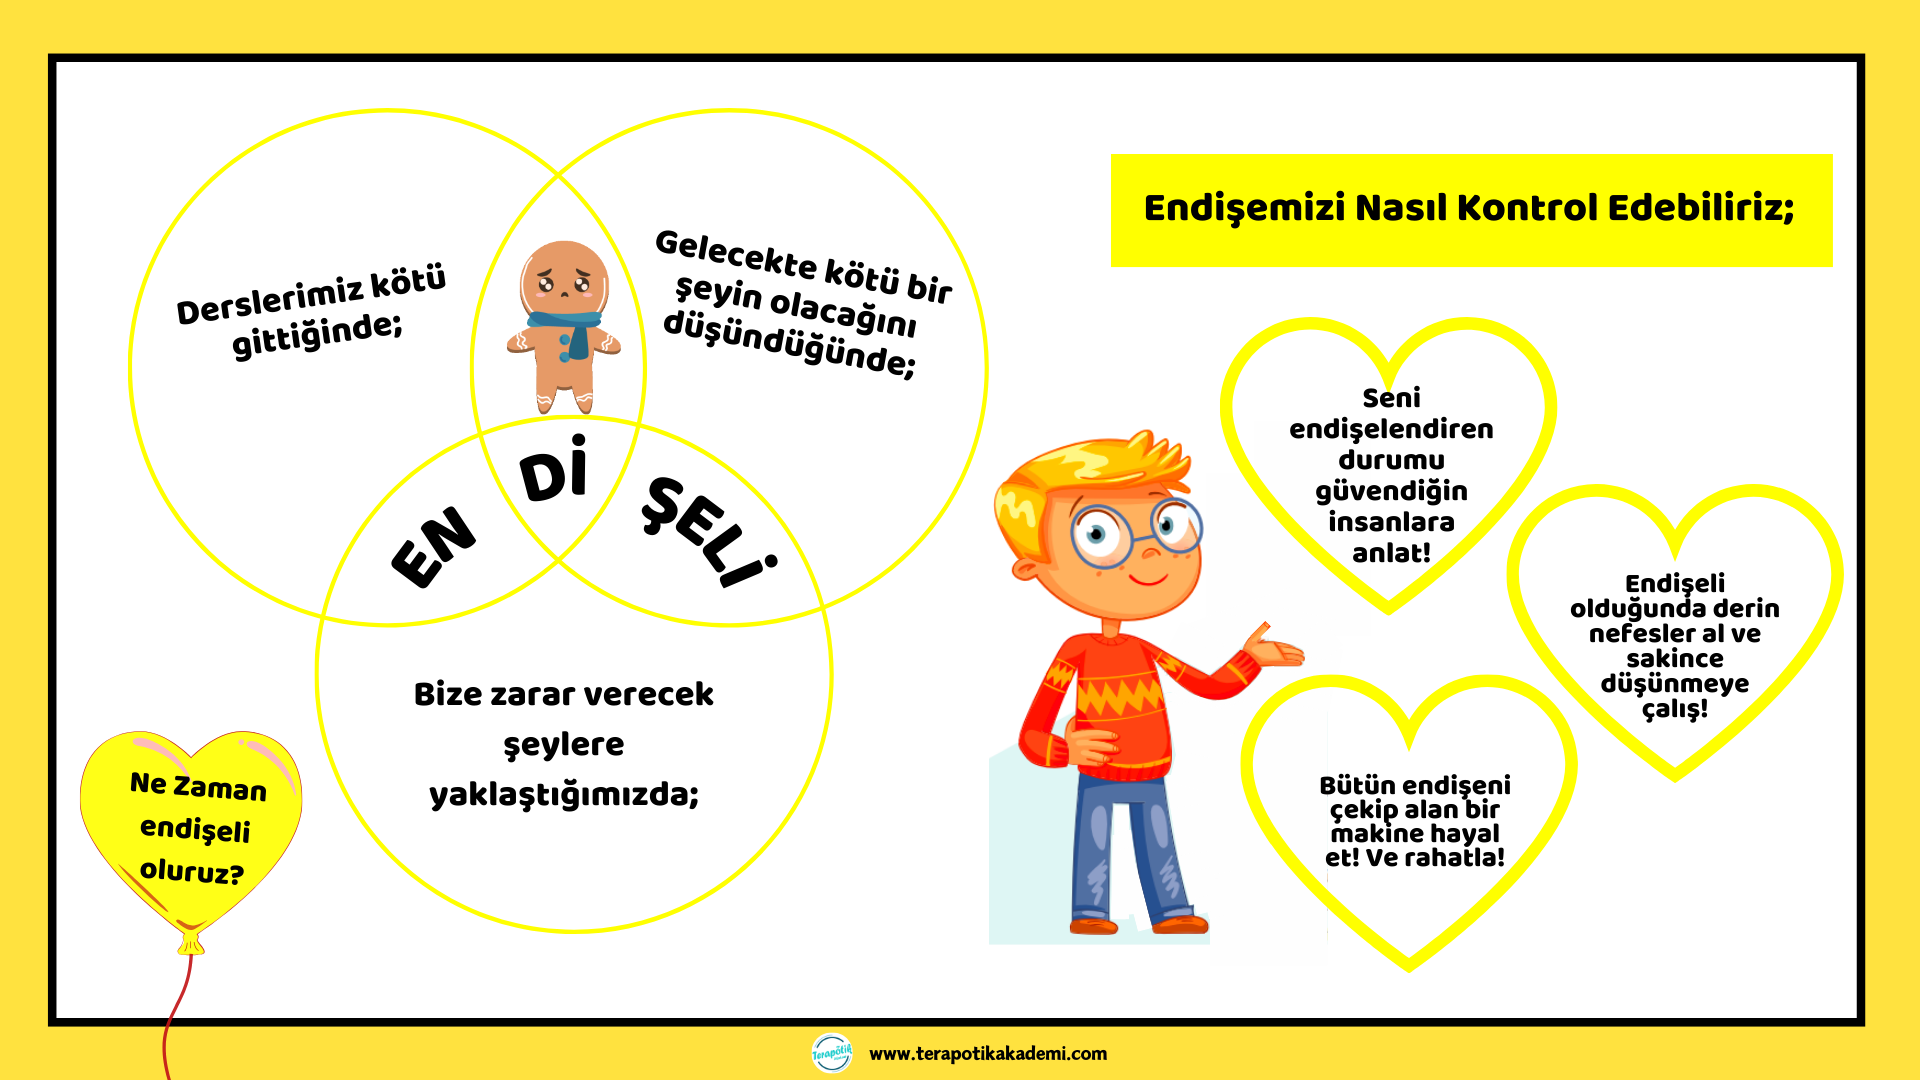 Derslerimiz kötü
gittiğinde;
Gelecekte kötü bir
şeyin olacağını
düşündüğünde;
EN Dİ ŞELİ
Bize zarar verecek
şeylere
yaklaştığımızda;
Ne Zaman
endişeli
oluruz?
Endişemizi Nasıl Kontrol Edebiliriz;
Seni
endişelendiren
durumu
güvendiğin
insanlara
anlat!
Endişeli
olduğunda derin
nefesler al ve
sakince
düşünmeye
çalış!
Bütün endişeni
çekip alan bir
makine hayal
et! Ve rahatla!
Terapötik
www.terapotikakademi.com